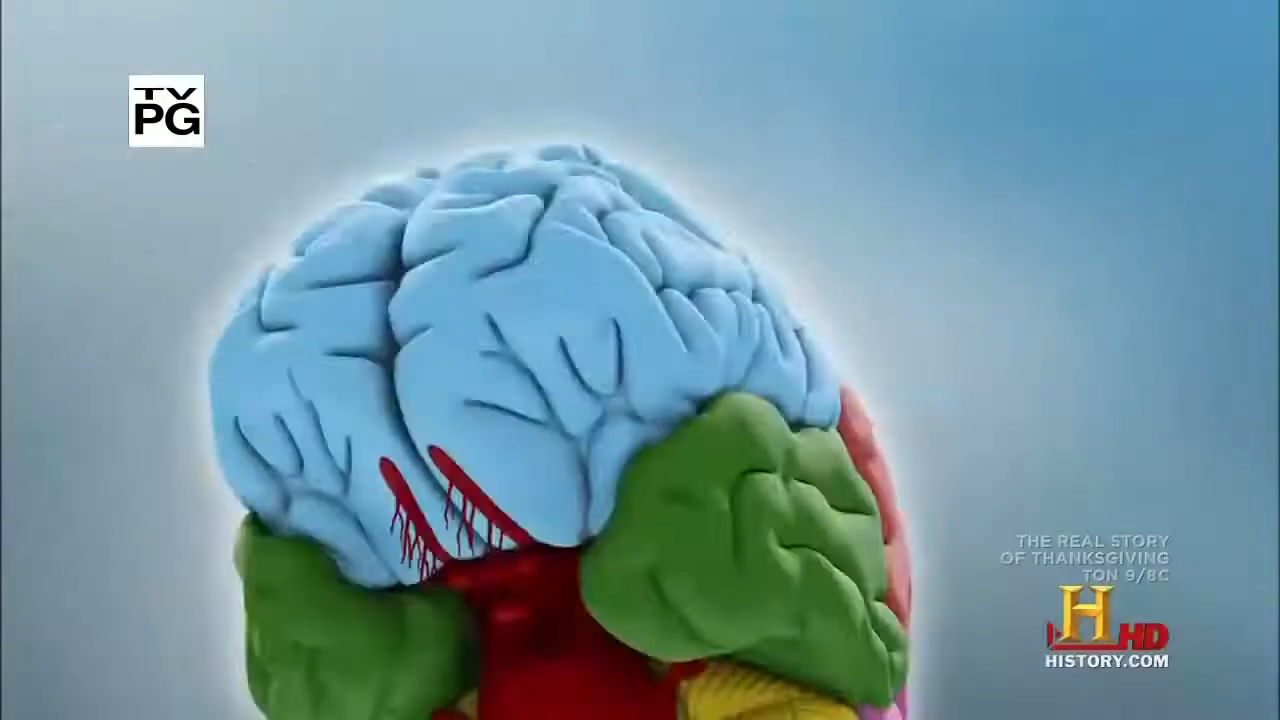 TV
PG
THE REAL STORY
OF THANKSGIVING
TON 9/8C
H HD
HISTORY.COM